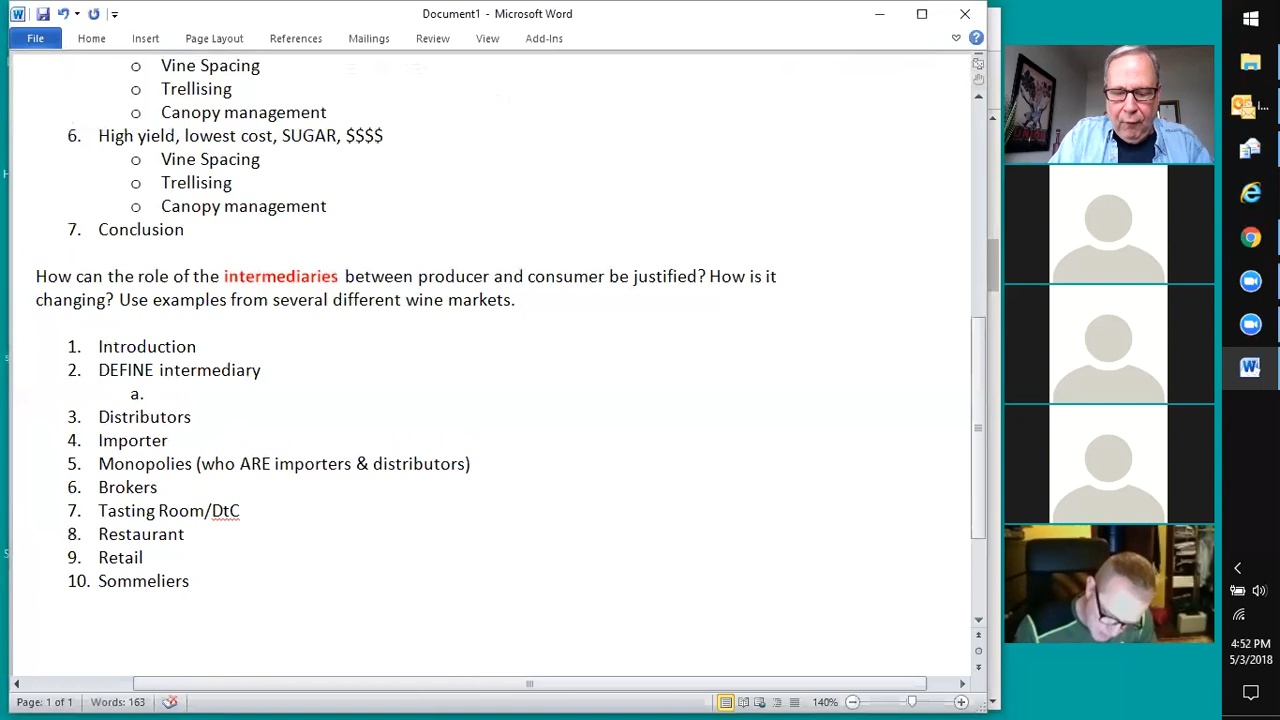 Document1 - Microsoft Word
File Home Insert Page Layout References Mailings Review View Add-Ins
o Vine Spacing
o Trellising
o Canopy management
6. High yield, lowest cost, SUGAR, $$$$
o Vine Spacing
o Trellising
o Canopy management
7. Conclusion
How can the role of the intermediaries between producer and consumer be justified? How is it
changing? Use examples from several different wine markets.
1. Introduction
2. DEFINE intermediary
a.
3. Distributors
4. Importer
5. Monopolies (who ARE importers & distributors)
6. Brokers
7. Tasting Room/DtC
8. Restaurant
9. Retail
10. Sommeliers
Page: 1 of 1 Words: 163 140%
4:52 PM
5/3/2018